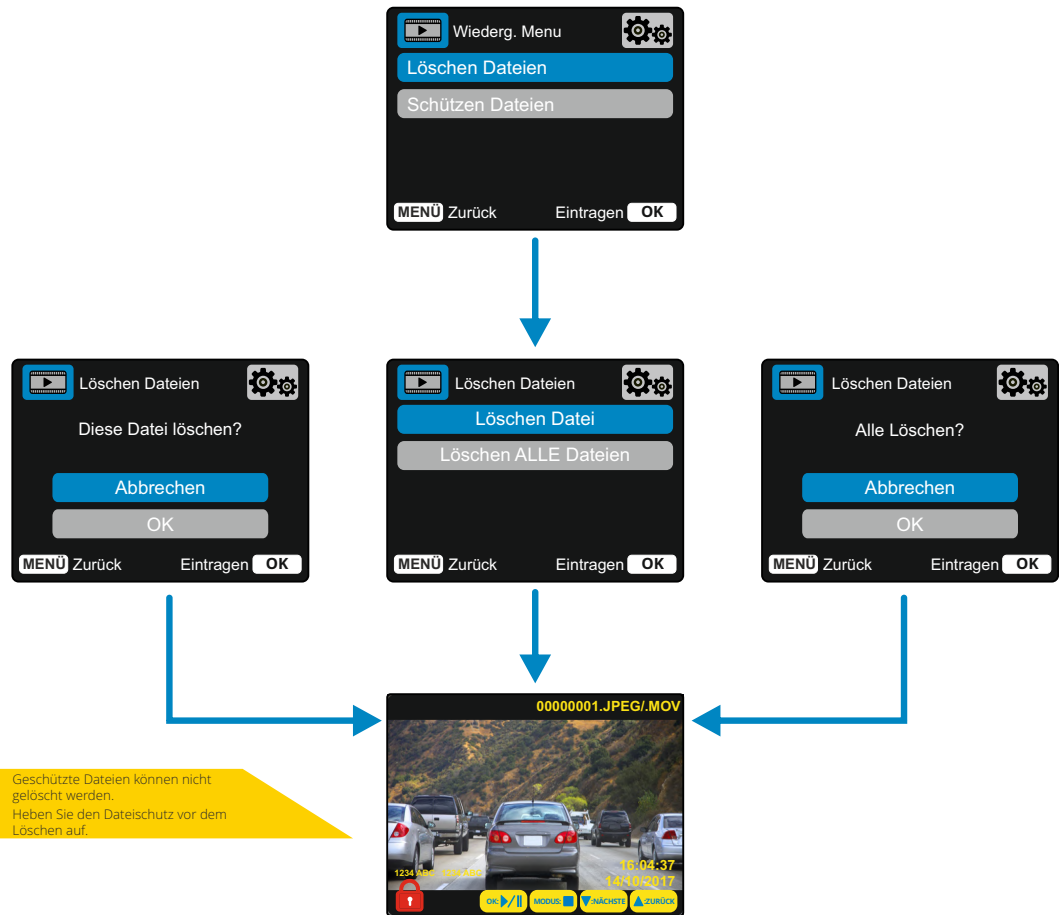 Wiederg. Menu
Löschen Dateien
Schützen Dateien
MENÜ Zurück Eintragen OK
Löschen Dateien
Diese Datei löschen?
Abbrechen
OK
MENÜ Zurück Eintragen OK
Löschen Dateien
Löschen Datei
Löschen ALLE Dateien
MENÜ Zurück Eintragen OK
Löschen Dateien
Alle Löschen?
Abbrechen
OK
MENÜ Zurück Eintragen OK
00000001.JPEG/.MOV
Geschützte Dateien können nicht
gelöscht werden.
Heben Sie den Dateischutz vor dem
Löschen auf.
1234 ABC
16:04:37
14/10/2017
OK: MODUS: :NÄCHSTE :ZURÜCK